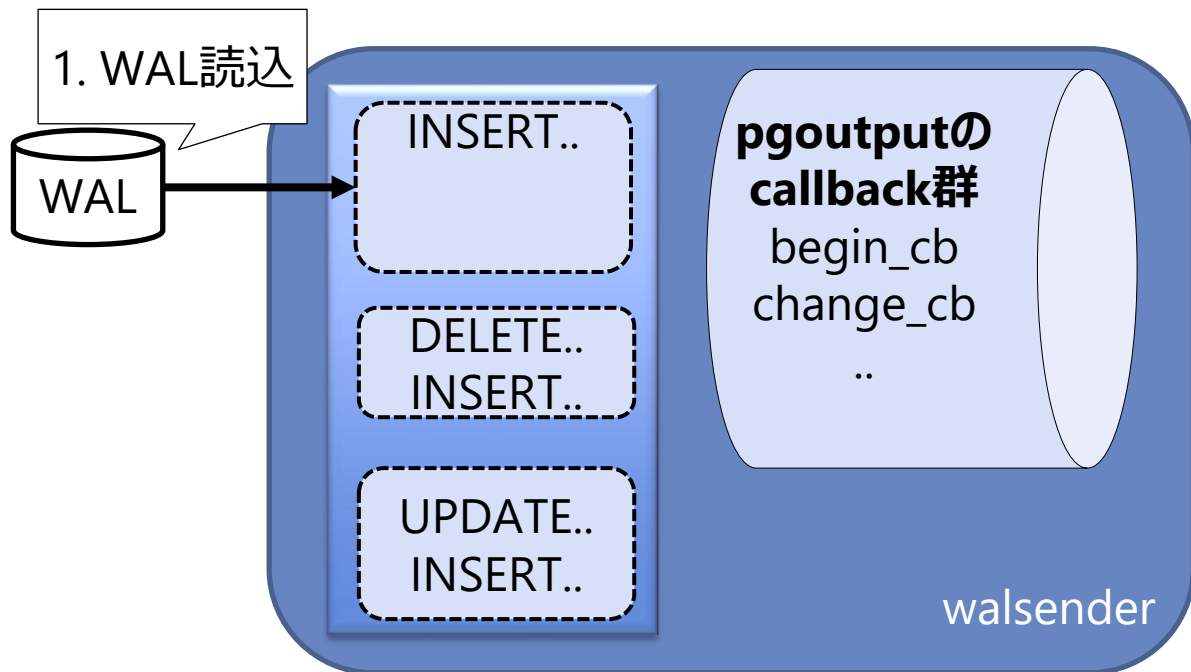 1. WAL読込
WAL
INSERT..
DELETE..
INSERT..
UPDATE..
INSERT..
pgoutputの
callback群
begin_cb
change_cb
..
walsender